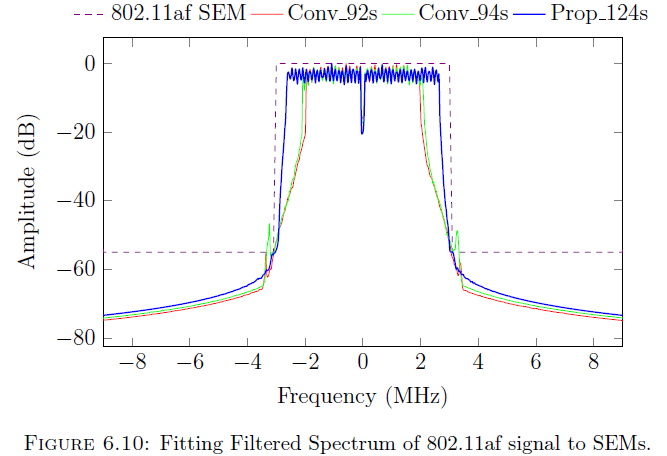 802.11af SEM Conv_92s Conv_94s Prop_124s
0
−20
−40
−60
−80
Amplitude (dB)
−8 −6 −4 −2 0 2 4 6 8
Frequency (MHz)
Figure 6.10: Fitting Filtered Spectrum of 802.11af signal to SEMs.